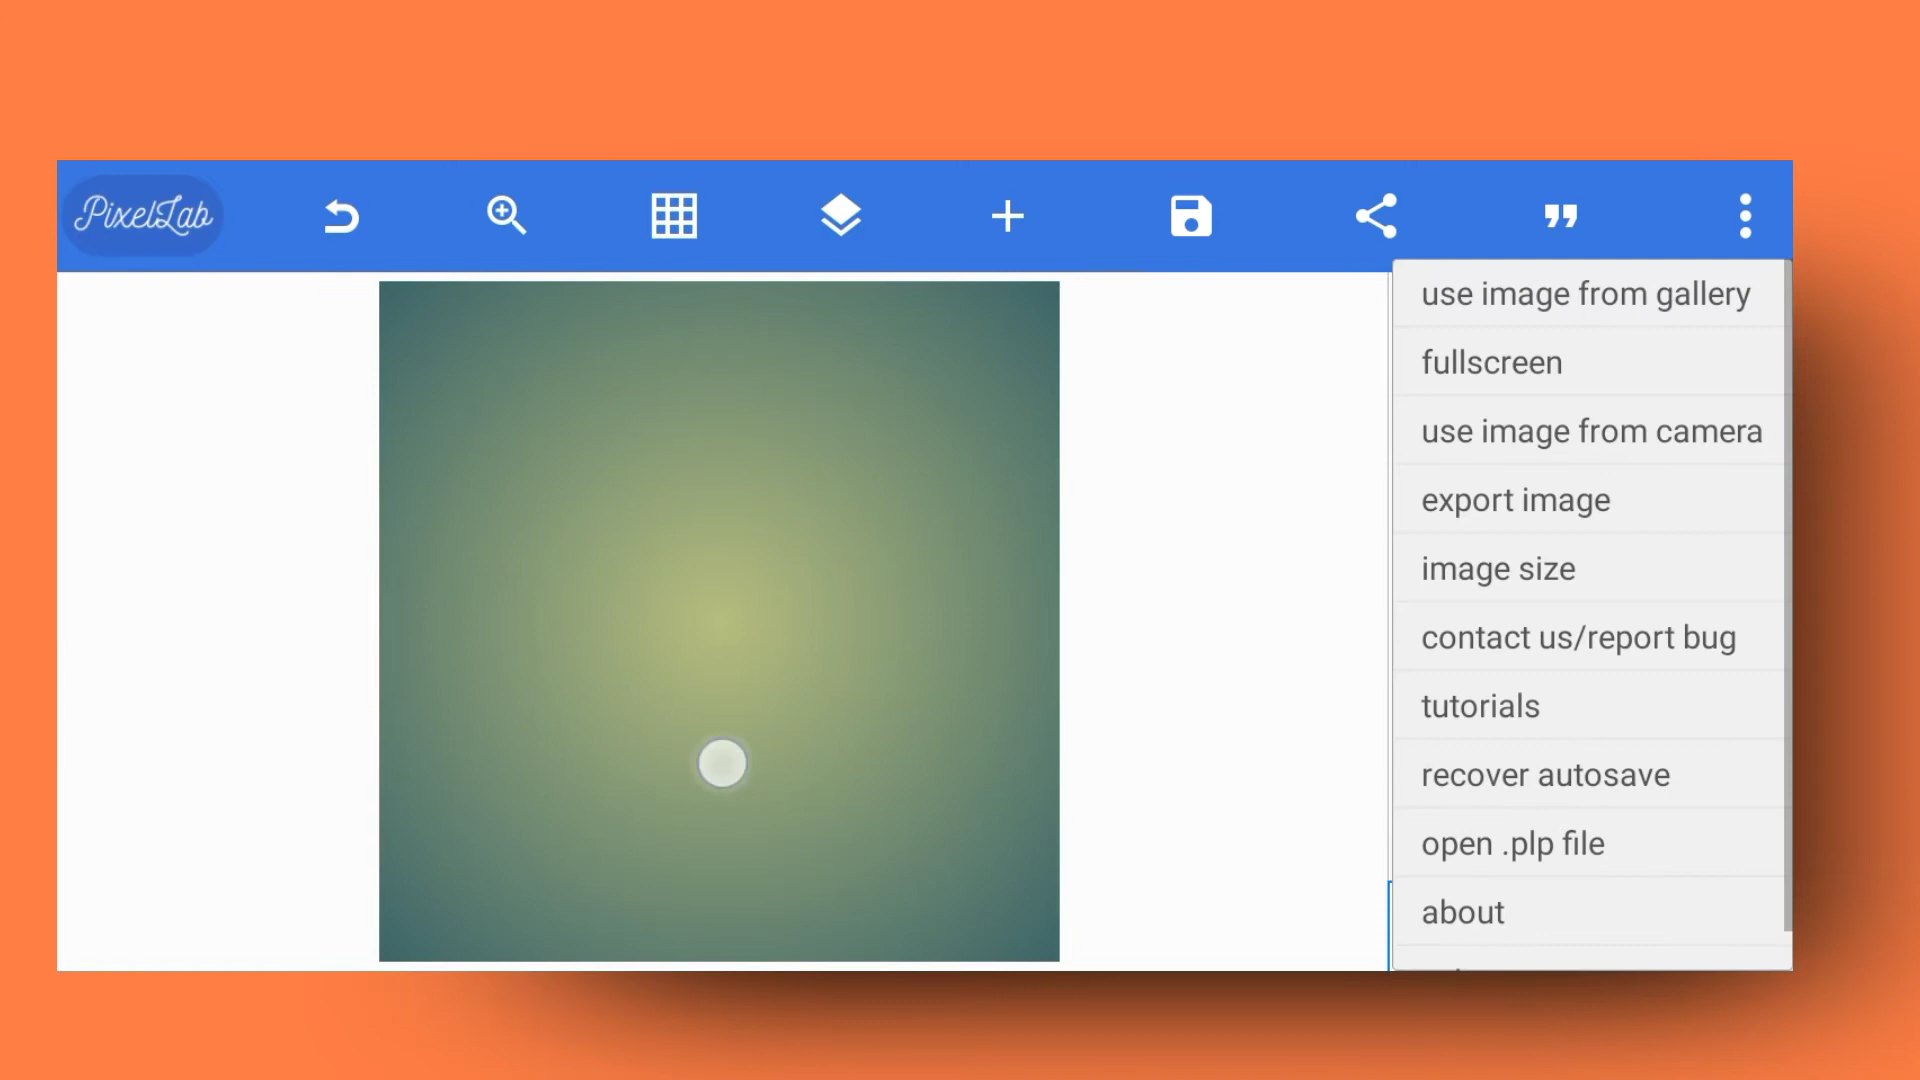 PixelLab
use image from gallery
fullscreen
use image from camera
export image
image size
contact us/report bug
tutorials
recover autosave
open .plp file
about